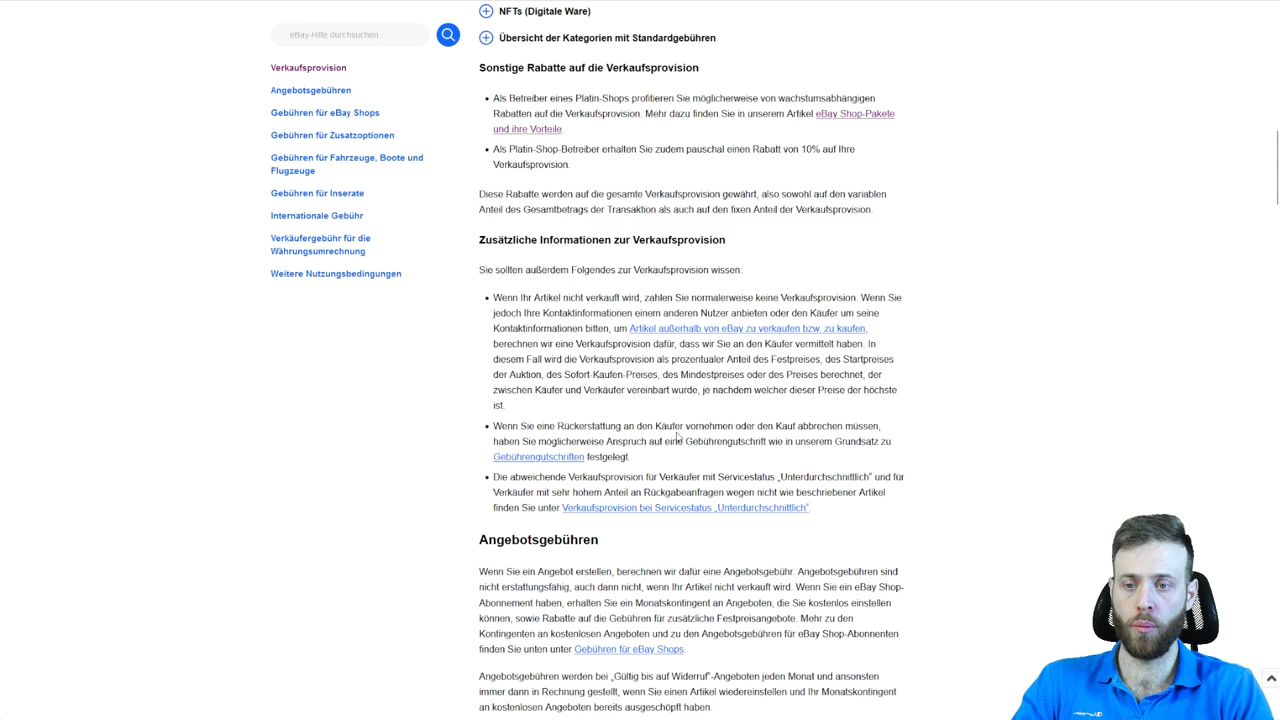 NFTs (Digitale Ware)
eBay-Hilfe durchsuchen...
Übersicht der Kategorien mit Standardgebühren
Verkaufsprovision
Angebotsgebühren
Gebühren für eBay Shops
Gebühren für Zusatzoptionen
Gebühren für Fahrzeuge, Boote und
Flugzeuge
Gebühren für Inserate
Internationale Gebühr
Verkäufergebühr für die
Währungsumrechnung
Weitere Nutzungsbedingungen
Sonstige Rabatte auf die Verkaufsprovision
• Als Betreiber eines Platin-Shops profitieren Sie möglicherweise von wachstumsabhängigen
Rabatten auf die Verkaufsprovision. Mehr dazu finden Sie in unserem Artikel eBay Shop-Pakete
und ihre Vorteile.
• Als Platin-Shop-Betreiber erhalten Sie zudem pauschal einen Rabatt von 10% auf Ihre
Verkaufsprovision.
Diese Rabatte werden auf die gesamte Verkaufsprovision gewährt, also sowohl auf den variablen
Anteil des Gesamtbetrags der Transaktion als auch auf den fixen Anteil der Verkaufsprovision.
Zusätzliche Informationen zur Verkaufsprovision
Sie sollten außerdem Folgendes zur Verkaufsprovision wissen:
• Wenn Ihr Artikel nicht verkauft wird, zahlen Sie normalerweise keine Verkaufsprovision. Wenn Sie
jedoch Ihre Kontaktinformationen einem anderen Nutzer anbieten oder den Käufer um seine
Kontaktinformationen bitten, um Artikel außerhalb von eBay zu verkaufen bzw. zu kaufen,
berechnen wir eine Verkaufsprovision dafür, dass wir Sie an den Käufer vermittelt haben. In
diesem Fall wird die Verkaufsprovision als prozentualer Anteil des Festpreises, des Startpreises
der Auktion, des Sofort-Kaufen-Preises, des Mindestpreises oder des Preises berechnet, der
zwischen Käufer und Verkäufer vereinbart wurde, je nachdem welcher dieser Preise der höchste
ist.
• Wenn Sie eine Rückerstattung an den Käufer vornehmen oder den Kauf abbrechen müssen,
haben Sie möglicherweise Anspruch auf eine Gebührengutschrift wie in unserem Grundsatz zu
Gebührengutschriften festgelegt.
• Die abweichende Verkaufsprovision für Verkäufer mit Servicestatus „Unterdurchschnittlich" und für
Verkäufer mit sehr hohem Anteil an Rückgabeanfragen wegen nicht wie beschriebener Artikel
finden Sie unter Verkaufsprovision bei Servicestatus „Unterdurchschnittlich".
Angebotsgebühren
Wenn Sie ein Angebot erstellen, berechnen wir dafür eine Angebotsgebühr. Angebotsgebühren sind
nicht erstattungsfähig, auch dann nicht, wenn Ihr Artikel nicht verkauft wird. Wenn Sie ein eBay Shop-
Abonnement haben, erhalten Sie ein Monatskontingent an Angeboten, die Sie kostenlos einstellen
können, sowie Rabatte auf die Gebühren für zusätzliche Festpreisangebote. Mehr zu den
Kontingenten an kostenlosen Angeboten und zu den Angebotsgebühren für eBay Shop-Abonnenten
finden Sie unten unter Gebühren für eBay Shops.
Angebotsgebühren werden bei „Gültig bis auf Widerruf"-Angeboten jeden Monat und ansonsten
immer dann in Rechnung gestellt, wenn Sie einen Artikel wiedereinstellen und Ihr Monatskontingent
an kostenlosen Angeboten bereits ausgeschöpft haben.